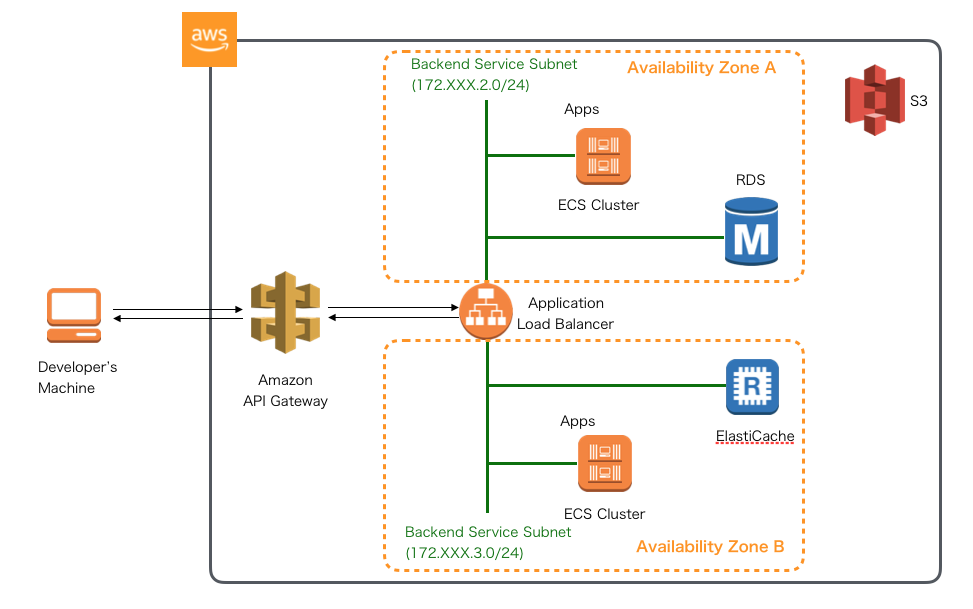 aws
Backend Service Subnet
(172.XXX.2.0/24)
Availability Zone A
S3
Apps
ECS Cluster
RDS
M
Application
Load Balancer
Developer's
Machine
Amazon
API Gateway
R
ElastiCache
Apps
ECS Cluster
Backend Service Subnet
(172.XXX.3.0/24)
Availability Zone B